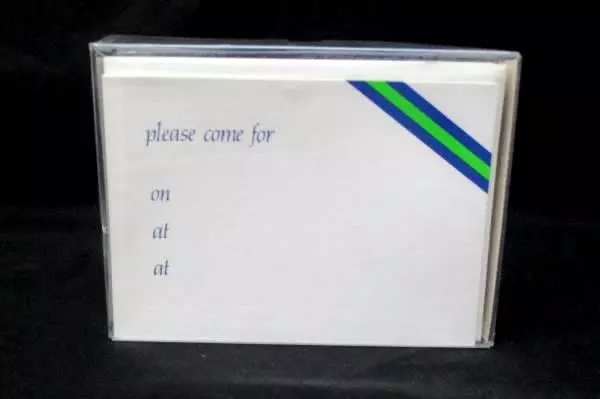 please come for
on
at
at